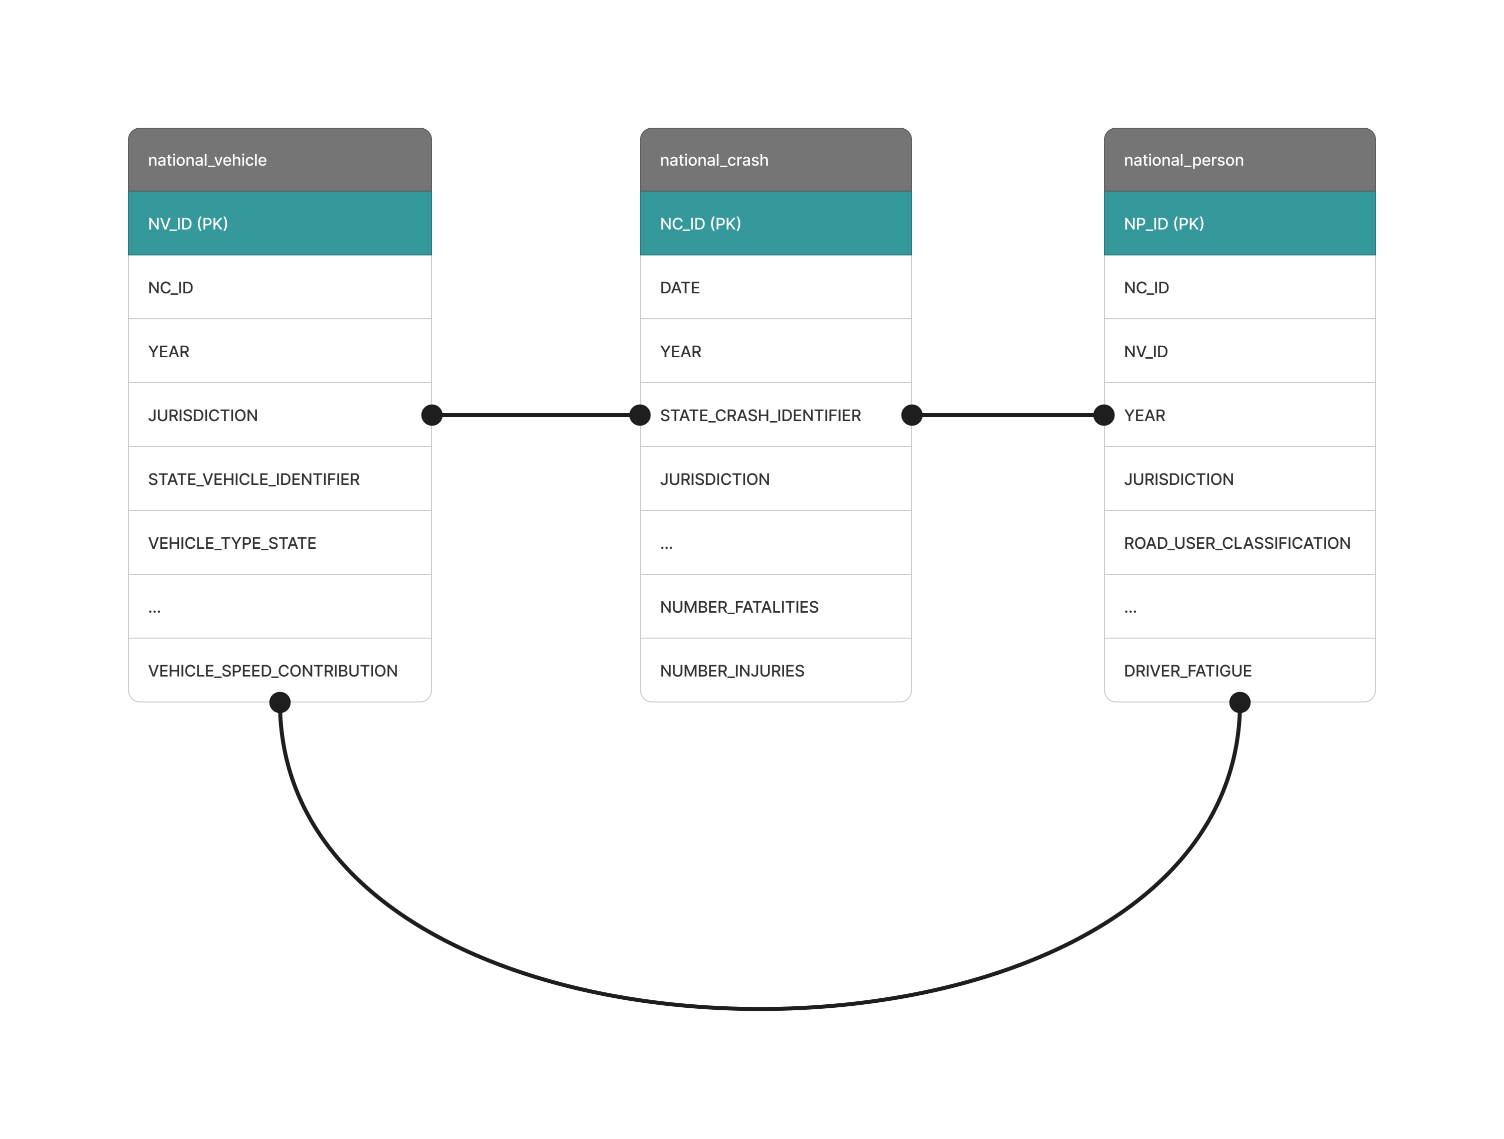 national_vehicle
NV_ID (PK)
NC_ID
YEAR
JURISDICTION
STATE_VEHICLE_IDENTIFIER
VEHICLE_TYPE_STATE
...
VEHICLE_SPEED_CONTRIBUTION
national_crash
NC_ID (PK)
DATE
YEAR
STATE_CRASH_IDENTIFIER
JURISDICTION
...
NUMBER_FATALITIES
NUMBER_INJURIES
national_person
NP_ID (PK)
NC_ID
NV_ID
YEAR
JURISDICTION
ROAD_USER_CLASSIFICATION
...
DRIVER_FATIGUE